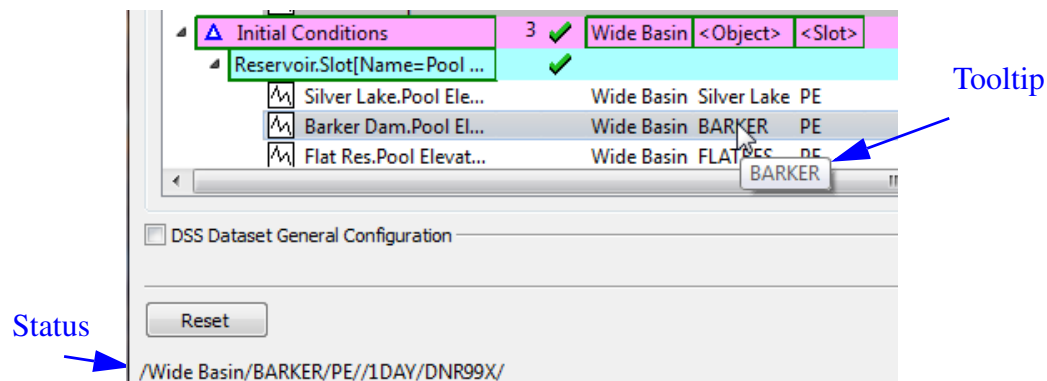 Initial Conditions 3 Wide Basin <Object> <Slot>
Reservoir.Slot[Name=Pool ...
Silver Lake.Pool Ele... Wide Basin Silver Lake PE
Tooltip
Barker Dam.Pool El... Wide Basin BARKER PE
Flat Res.Pool Elevat... Wide Basin FLATRES PE
BARKER
DSS Dataset General Configuration
Reset
Status
/Wide Basin/BARKER/PE//1DAY/DNR99X/